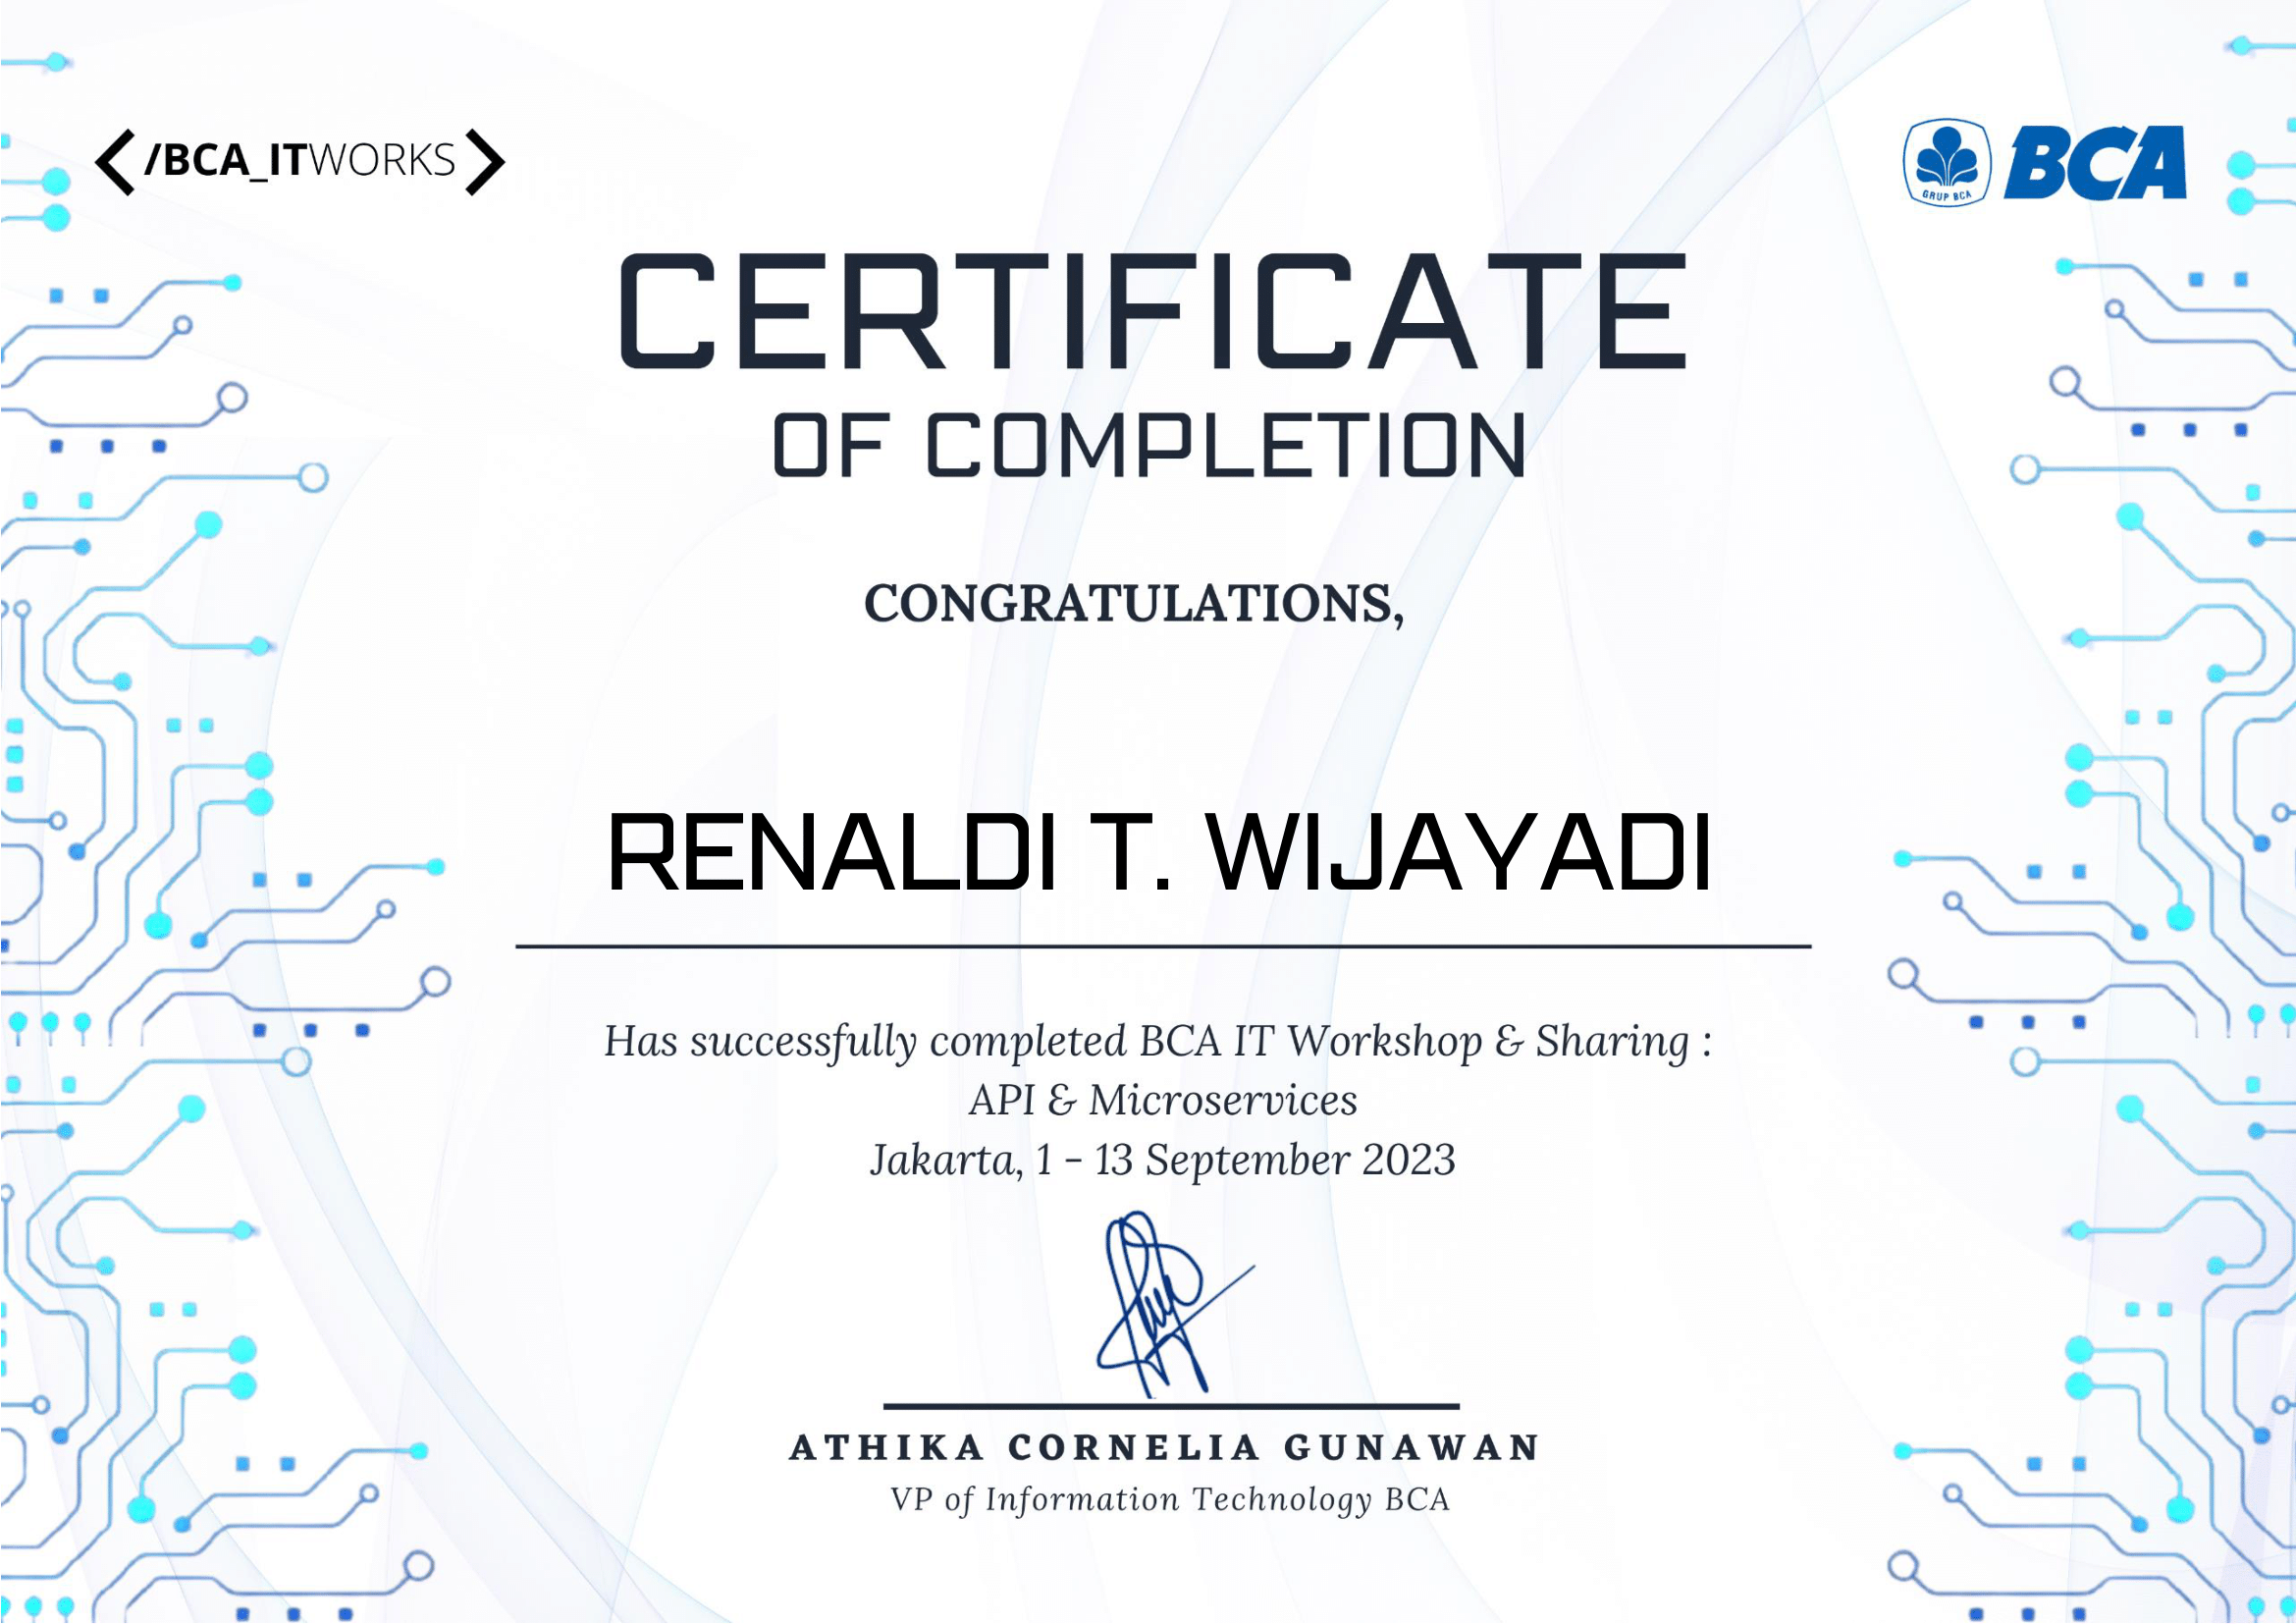 </BCA_ITWORKS>
GRUP BCA
BCA
CERTIFICATE
OF COMPLETION
CONGRATULATIONS,
RENALDI T. WIJAYADI
Has successfully completed BCA IT Workshop & Sharing :
API & Microservices
Jakarta, 1 - 13 September 2023
ATHIKA CORNELIA GUNAWAN
VP of Information Technology BCA